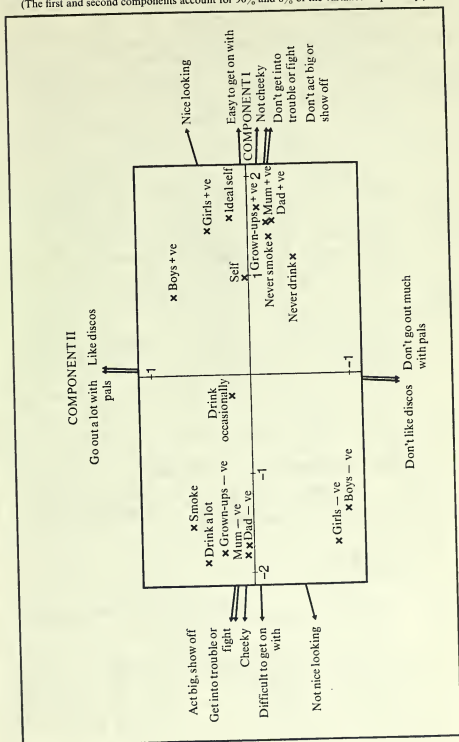 (The first and second components account for 90% and 6% of the variance
COMPONENT II
Go out a lot with pals
Like discos
Nice looking
Easy to get on with
COMPONENT I
Not cheeky
Don't get into
trouble or fight
Don't act big or
show off
1
x Boys + ve
x Girls + ve
x Ideal self
Self
x
1
2
Grown-ups x + ve
x Mum + ve
Never smoke x
x Dad + ve
Never drink x
Drink
occasionally x
x Smoke
x Drink a lot
x Grown-ups – ve
Mum – ve
x x Dad – ve
-1
-2
x Girls – ve
x Boys – ve
-1
Act big, show off
Get into trouble or
fight
Cheeky
Difficult to get on
with
Not nice looking
Don't like discos
Don't go out much
with pals